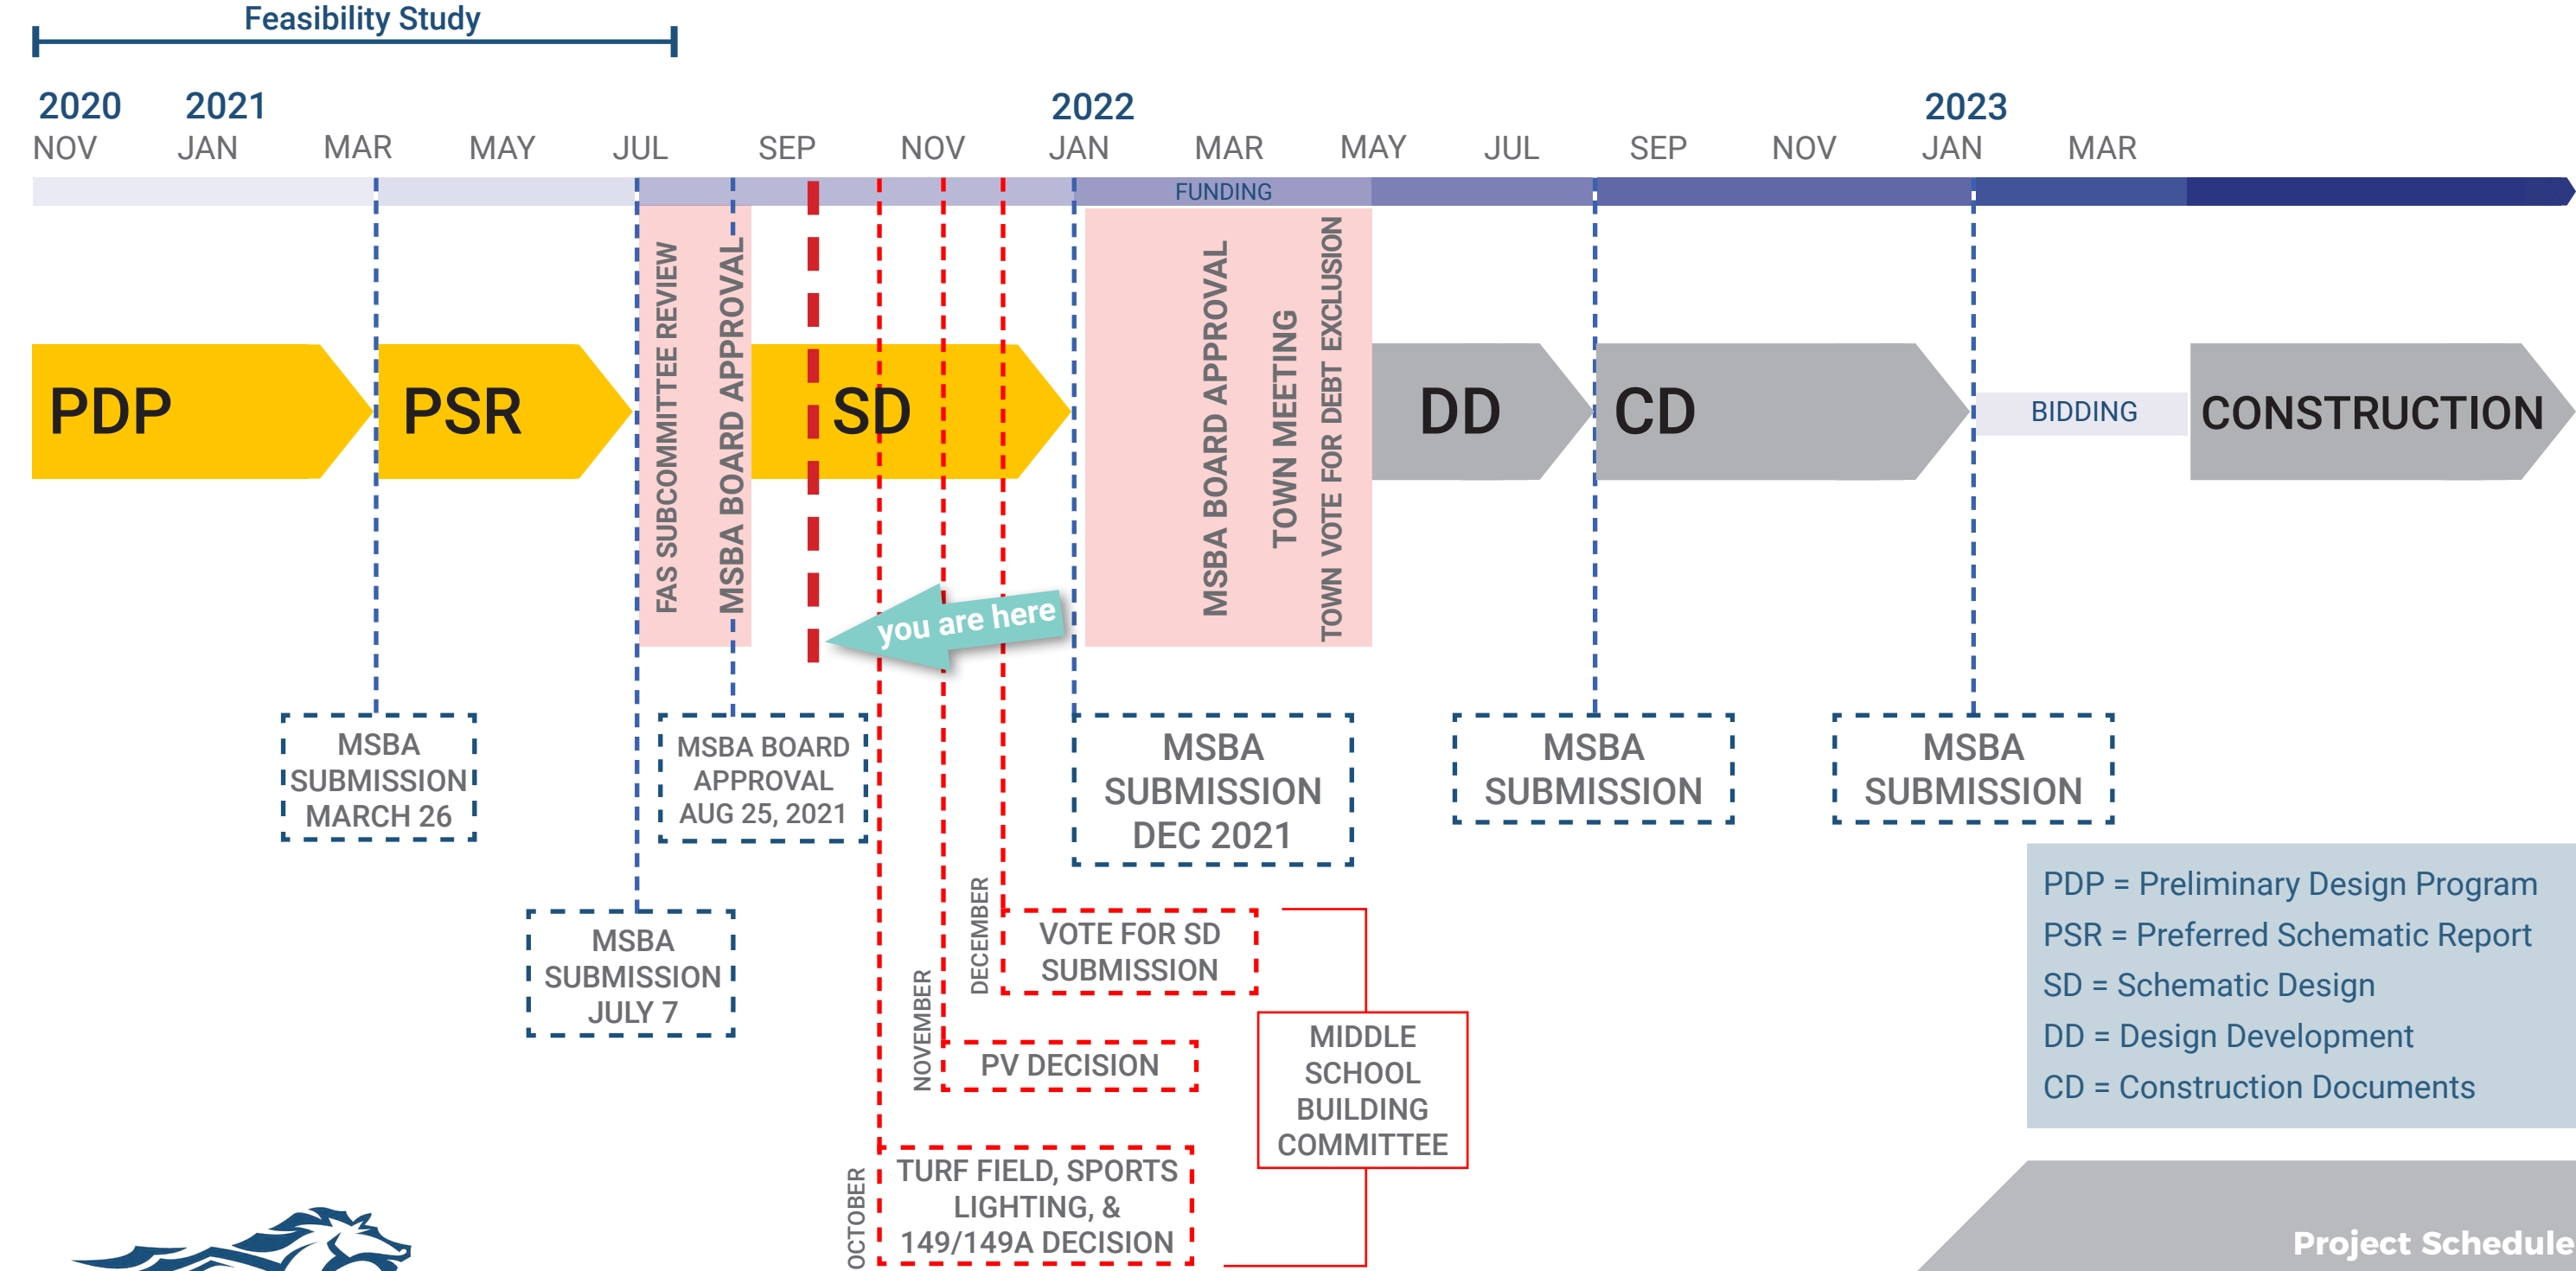 Feasibility Study
2020 2021 2022 2023
NOV JAN MAR MAY JUL SEP NOV JAN MAR MAY JUL SEP NOV JAN MAR
FUNDING
PDP
PSR
FAS SUBCOMMITTEE REVIEW
MSBA BOARD APPROVAL
SD
MSBA BOARD APPROVAL
TOWN MEETING
TOWN VOTE FOR DEBT EXCLUSION
DD
CD
BIDDING
CONSTRUCTION
you are here
MSBA
SUBMISSION
MARCH 26
MSBA BOARD
APPROVAL
AUG 25, 2021
MSBA
SUBMISSION
DEC 2021
MSBA
SUBMISSION
MSBA
SUBMISSION
MSBA
SUBMISSION
JULY 7
DECEMBER
VOTE FOR SD
SUBMISSION
NOVEMBER
PV DECISION
OCTOBER
TURF FIELD, SPORTS
LIGHTING, &
149/149A DECISION
MIDDLE
SCHOOL
BUILDING
COMMITTEE
PDP = Preliminary Design Program
PSR = Preferred Schematic Report
SD = Schematic Design
DD = Design Development
CD = Construction Documents
Project Schedule